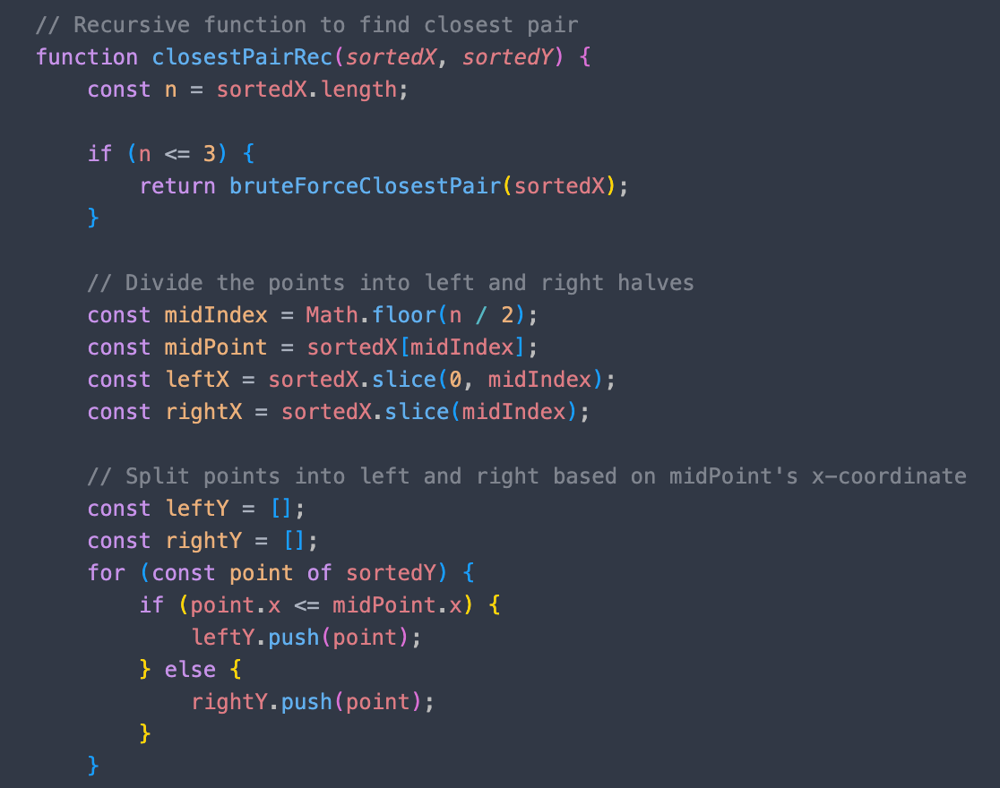 // Recursive function to find closest pair
function closestPairRec(sortedX, sortedY) {
    const n = sortedX.length;

    if (n <= 3) {
        return bruteForceClosestPair(sortedX);
    }

    // Divide the points into left and right halves
    const midIndex = Math.floor(n / 2);
    const midPoint = sortedX[midIndex];
    const leftX = sortedX.slice(0, midIndex);
    const rightX = sortedX.slice(midIndex);

    // Split points into left and right based on midPoint's x-coordinate
    const leftY = [];
    const rightY = [];
    for (const point of sortedY) {
        if (point.x <= midPoint.x) {
            leftY.push(point);
        } else {
            rightY.push(point);
        }
    }